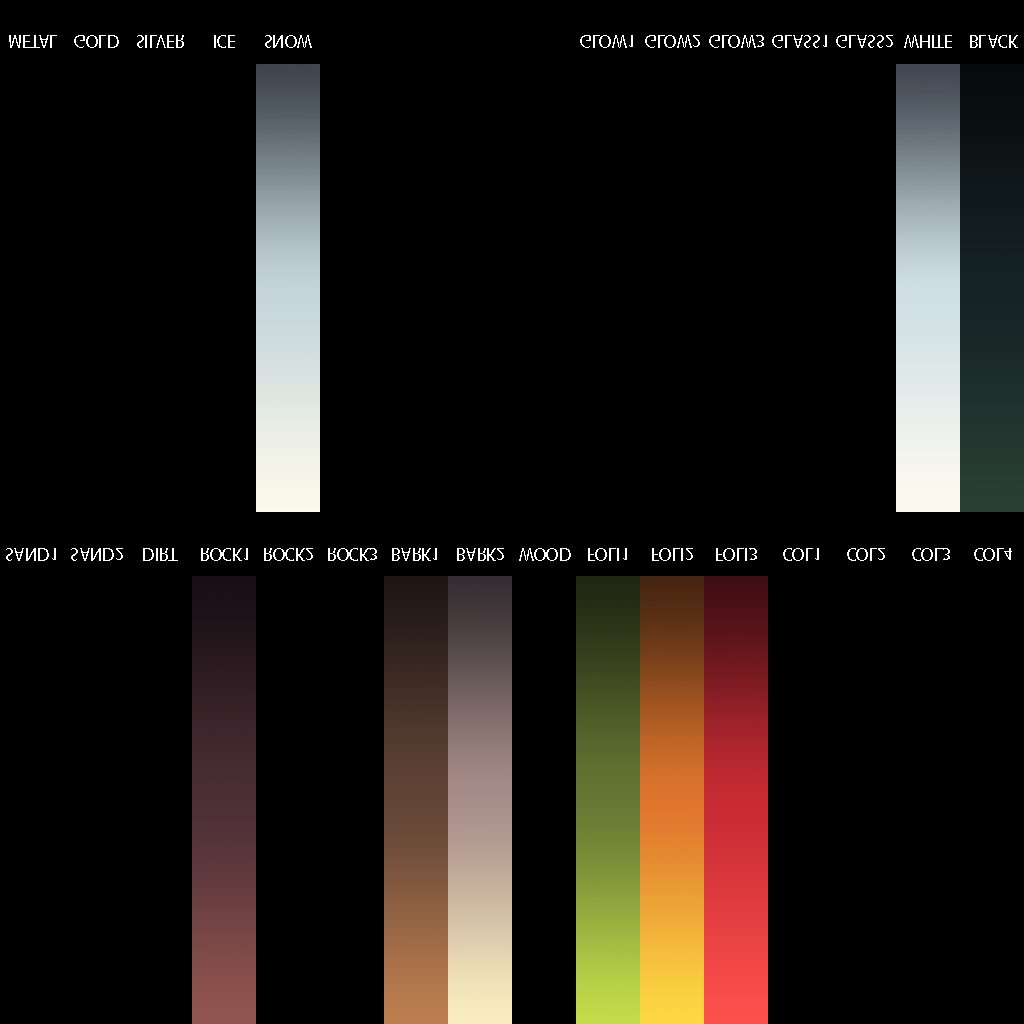 METAL GOLD SILVER ICE SNOW GLOW1 GLOW2 GLOW3 GLASS1 GLASS2 WHITE BLACK
SAND1 SAND2 DIRT ROCK1 ROCK2 ROCK3 BARK1 BARK2 WOOD FOLI1 FOLI2 FOLI3 COL1 COL2 COL3 COL4